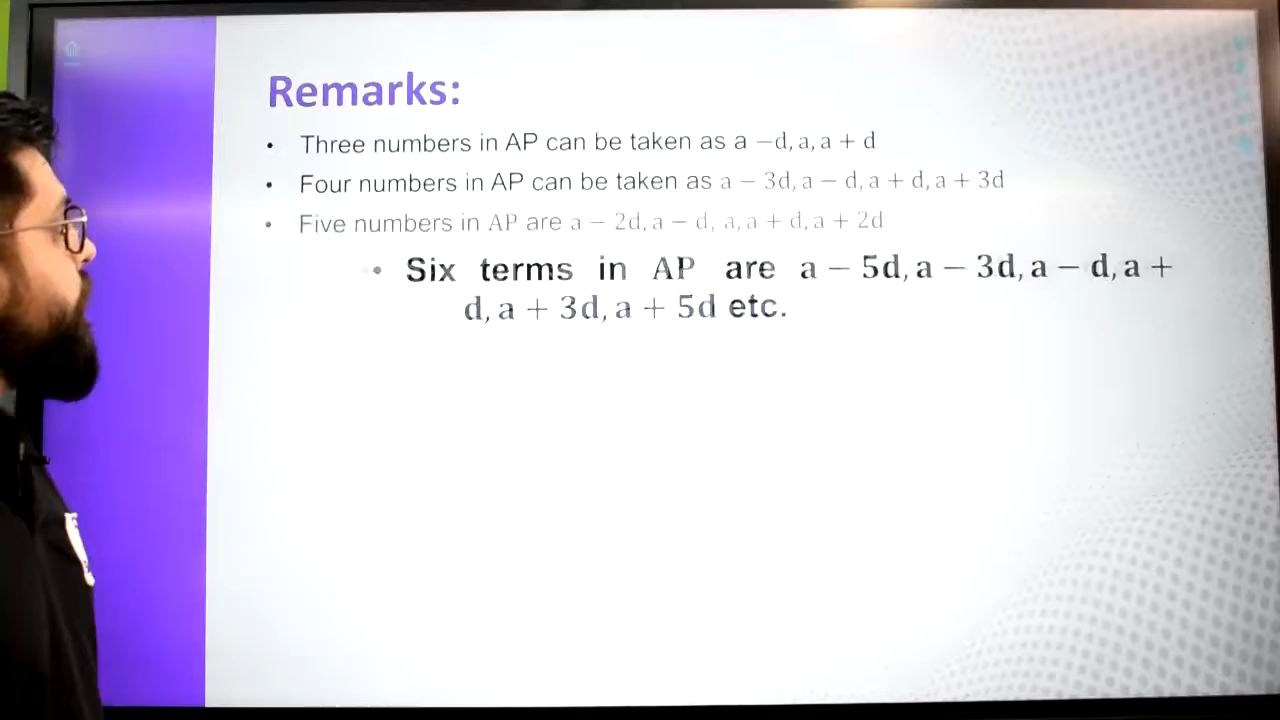 Remarks:
• Three numbers in AP can be taken as a −d, a, a + d
• Four numbers in AP can be taken as a − 3d, a − d, a + d, a + 3d
• Five numbers in AP are a − 2d, a − d, a, a + d, a + 2d
• Six terms in AP are a − 5d, a − 3d, a − d, a +
d, a + 3d, a + 5d etc.